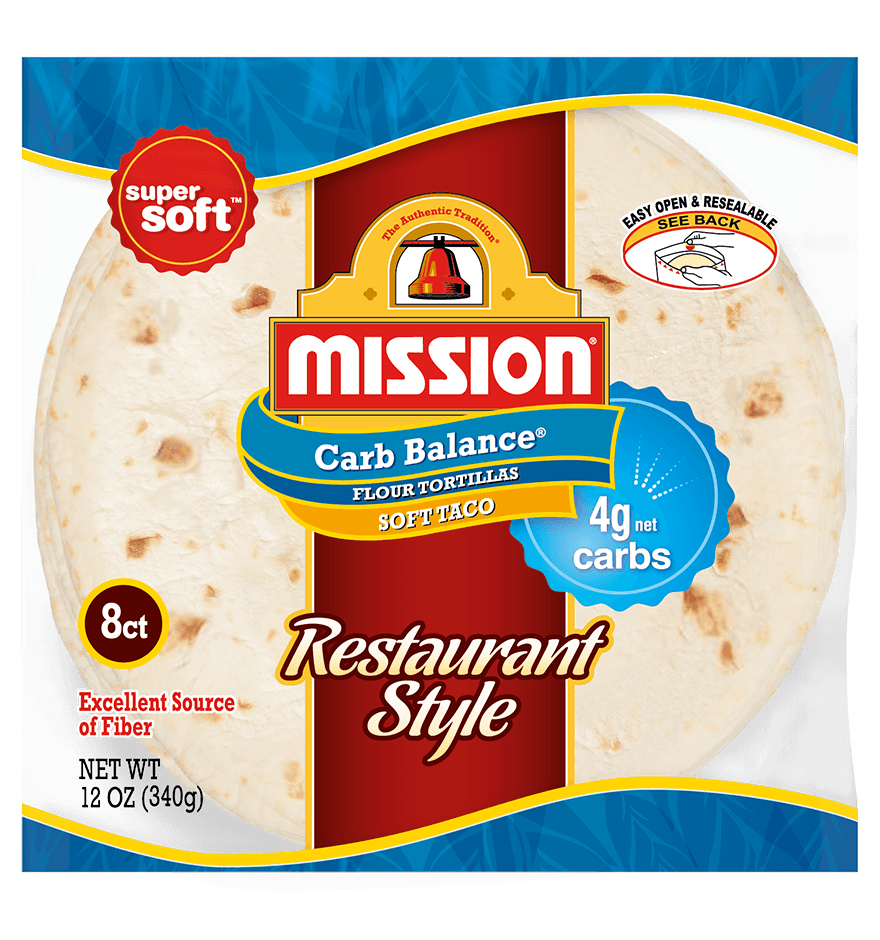 super
soft™
The Authentic Tradition®
EASY OPEN & RESEALABLE
SEE BACK
MISSION®
Carb Balance®
FLOUR TORTILLAS
SOFT TACO
4g net
carbs
8ct
Restaurant
Style
Excellent Source
of Fiber
NET WT
12 OZ (340g)